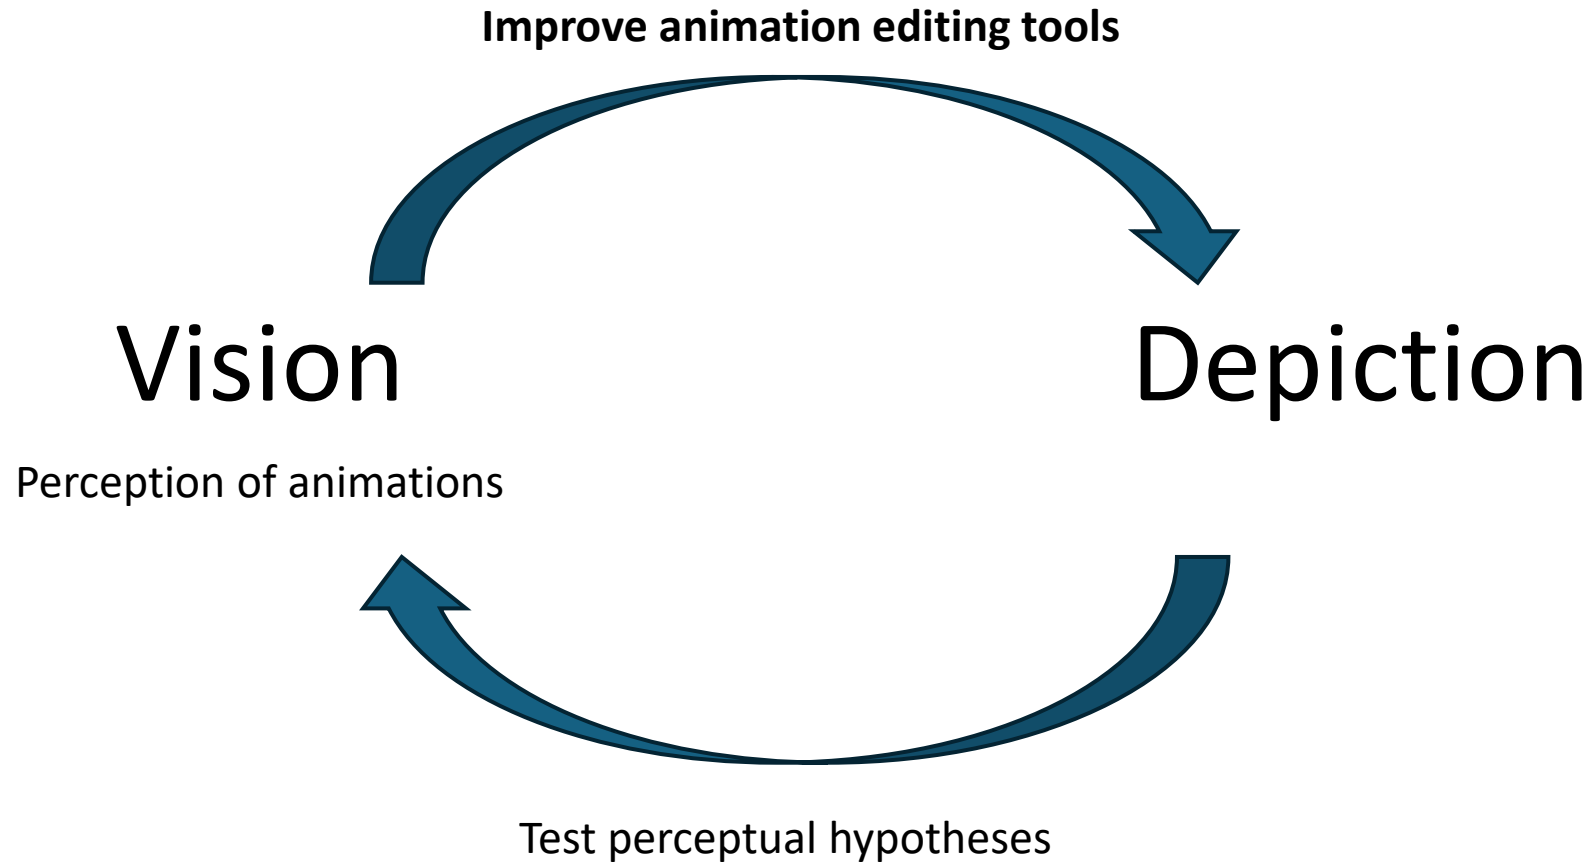 Improve animation editing tools
Vision
Depiction
Perception of animations
Test perceptual hypotheses